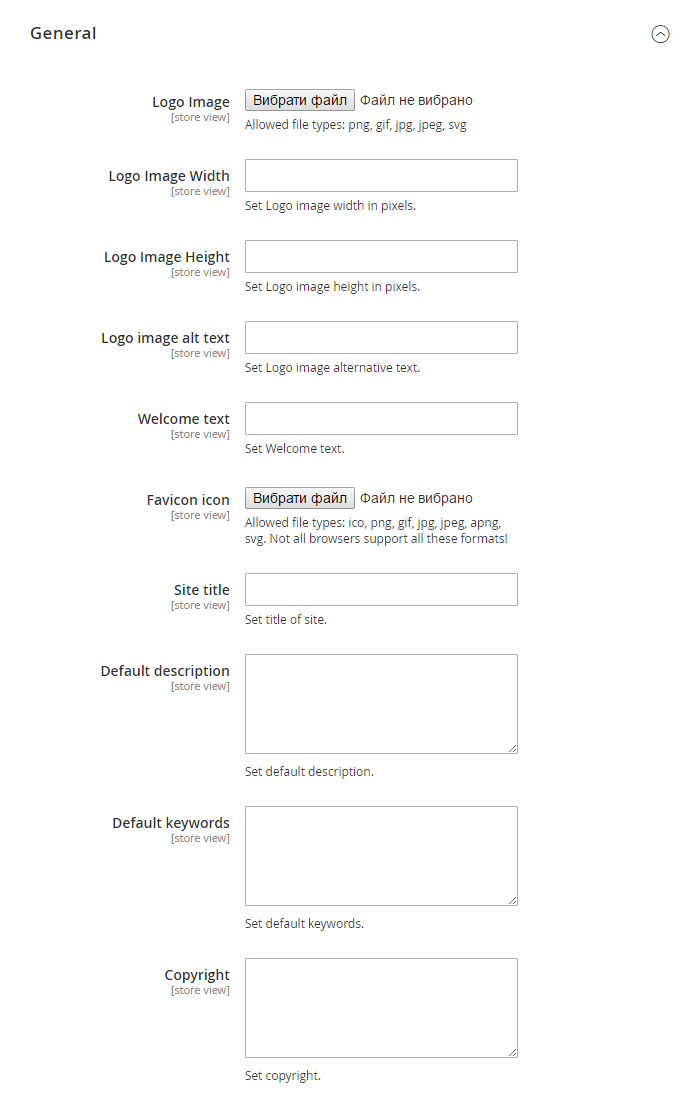 General
Logo Image
[store view]
Вибрати файл Файл не вибрано
Allowed file types: png, gif, jpg, jpeg, svg
Logo Image Width
[store view]
Set Logo image width in pixels.
Logo Image Height
[store view]
Set Logo image height in pixels.
Logo image alt text
[store view]
Set Logo image alternative text.
Welcome text
[store view]
Set Welcome text.
Favicon icon
[store view]
Вибрати файл Файл не вибрано
Allowed file types: ico, png, gif, jpg, jpeg, apng,
svg. Not all browsers support all these formats!
Site title
[store view]
Set title of site.
Default description
[store view]
Set default description.
Default keywords
[store view]
Set default keywords.
Copyright
[store view]
Set copyright.